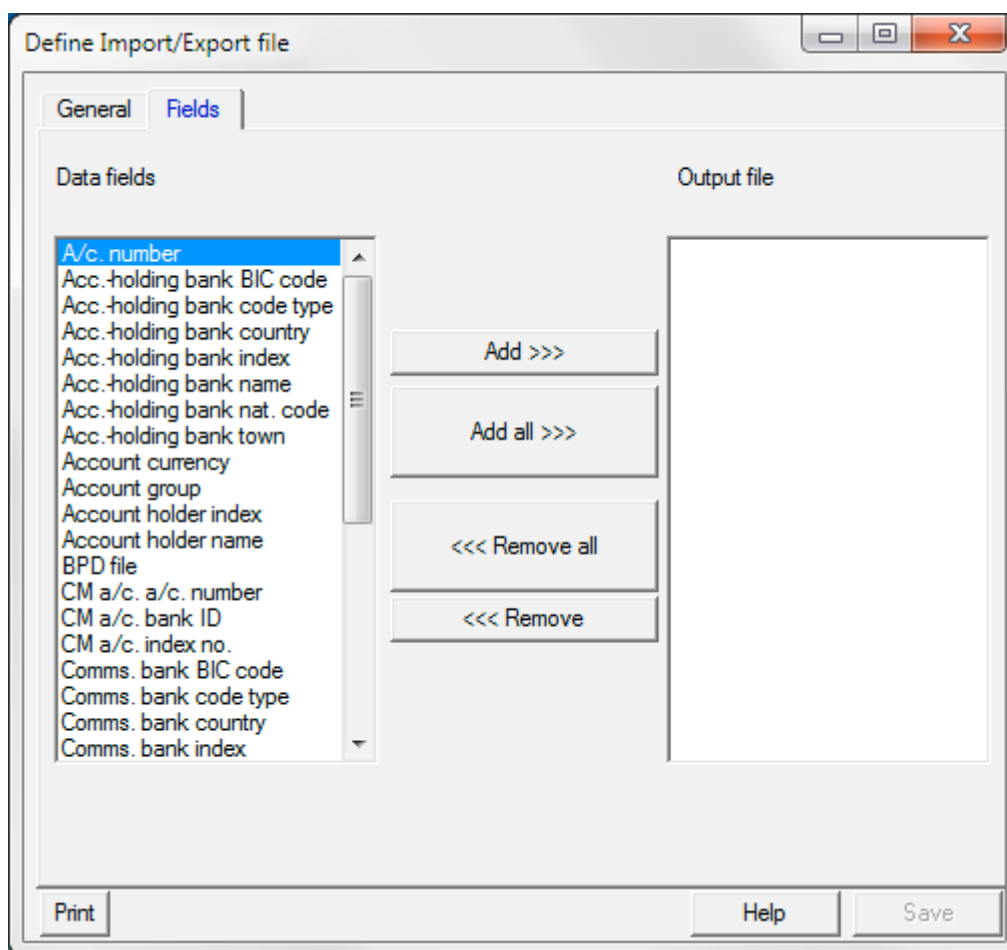 Define Import/Export file
General Fields
Data fields
Output file
A/c. number
Acc.-holding bank BIC code
Acc.-holding bank code type
Acc.-holding bank country
Acc.-holding bank index
Acc.-holding bank name
Acc.-holding bank nat. code
Acc.-holding bank town
Account currency
Account group
Account holder index
Account holder name
BPD file
CM a/c. a/c. number
CM a/c. bank ID
CM a/c. index no.
Comms. bank BIC code
Comms. bank code type
Comms. bank country
Comms. bank index
Add >>>
Add all >>>
<<< Remove all
<<< Remove
Print
Help
Save